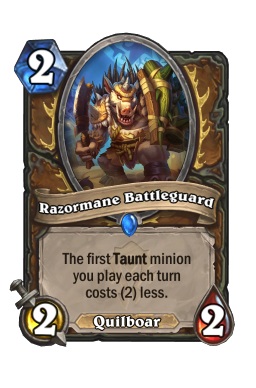 2
Razormane Battleguard
The first Taunt minion
you play each turn
costs (2) less.
2
Quilboar
2